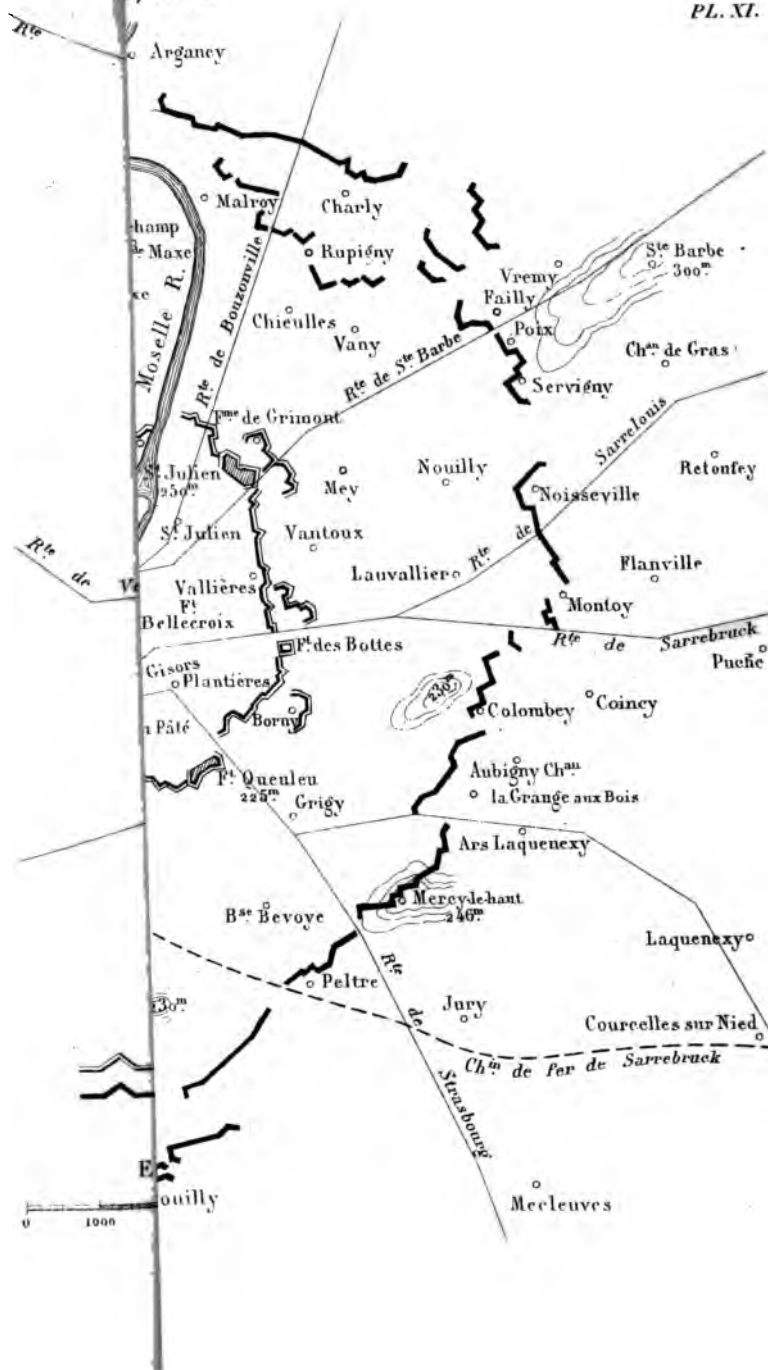 PL. XI.
Rte
Argancy
Malroy
Charly
champ
Maxe
Rupigny
Ste Barbe
300m.
Vremy
Moselle R.
Rte de Bouzonville
Chieulles
Failly
Vany
Poix
Rte de Ste Barbe
Chau de Gras
Servigny
Fme de Grimont
Sarrelouis
St Julien
250m
Mey
Nouilly
Retonfey
Noisseville
St Julien
Vantoux
Rte de
Rte de
Lauvallier
Flanville
Vallières
Ft
Bellecroix
Montoy
Ft des Bottes
Rte de Sarrebruck
Puche
Gisors
Plantières
230m
Borny
Colombey
Coincy
Pâté
Ft Queuleu
225m
Aubigny Chau
la Grange aux Bois
Grigy
Ars Laquenexy
Bse Bevoye
Mercy-le-haut
246m
Laquenexy
Peltre
Rte de Strasbourg
Jury
Courcelles sur Nied
Chin de fer de Sarrebruck
E
ouilly
0 1000
Mecleuves